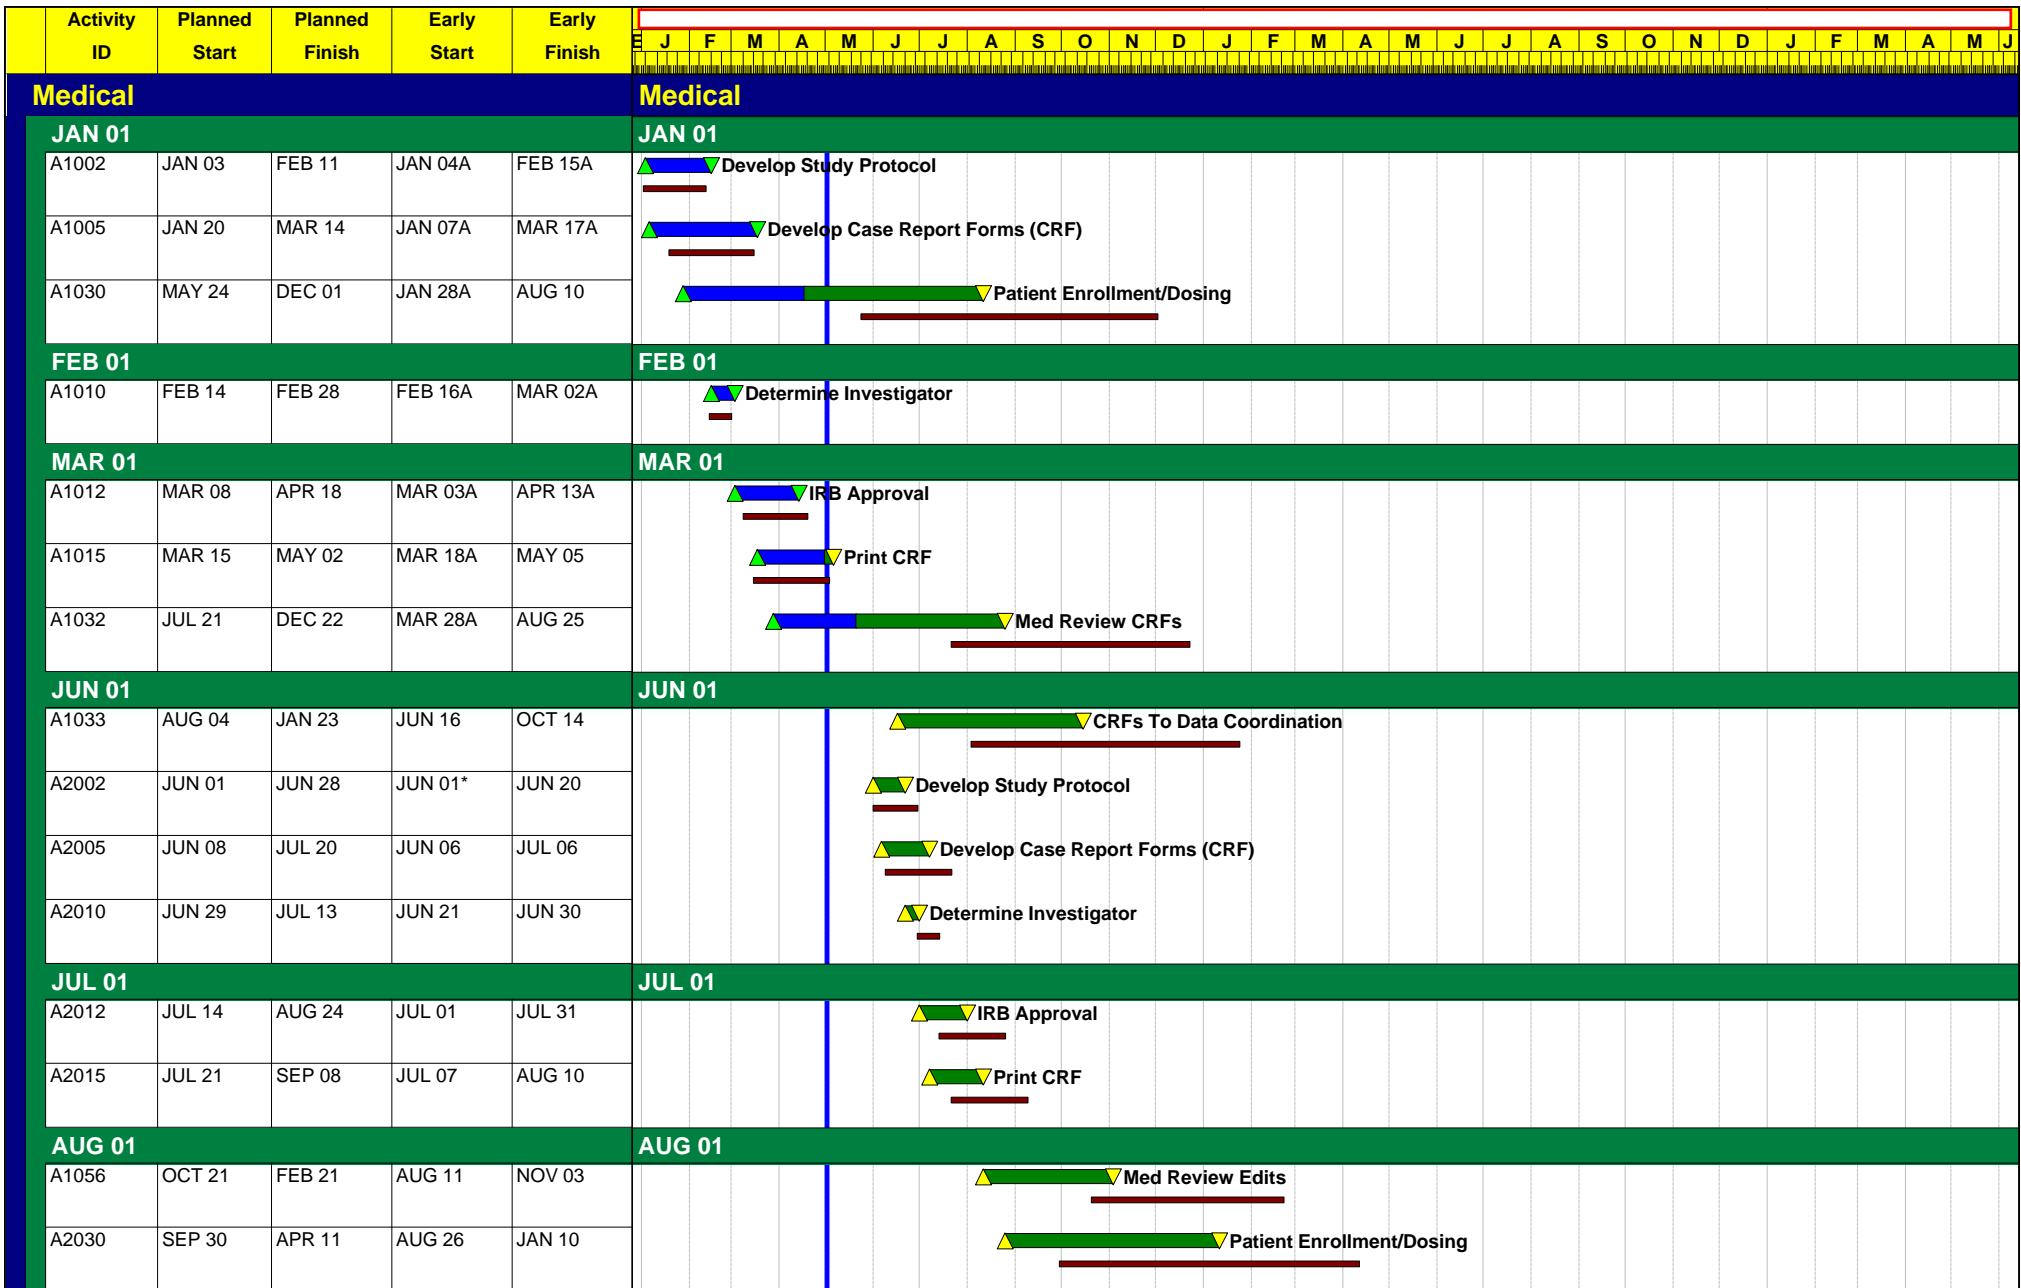 Activity Planned Planned Early Early
ID Start Finish Start Finish
E J F M A M J J A S O N D J F M A M J J A S O N D J F M A M J
Medical Medical
JAN 01 JAN 01
A1002 JAN 03 FEB 11 JAN 04A FEB 15A Develop Study Protocol
A1005 JAN 20 MAR 14 JAN 07A MAR 17A Develop Case Report Forms (CRF)
A1030 MAY 24 DEC 01 JAN 28A AUG 10 Patient Enrollment/Dosing
FEB 01 FEB 01
A1010 FEB 14 FEB 28 FEB 16A MAR 02A Determine Investigator
MAR 01 MAR 01
A1012 MAR 08 APR 18 MAR 03A APR 13A IRB Approval
A1015 MAR 15 MAY 02 MAR 18A MAY 05 Print CRF
A1032 JUL 21 DEC 22 MAR 28A AUG 25 Med Review CRFs
JUN 01 JUN 01
A1033 AUG 04 JAN 23 JUN 16 OCT 14 CRFs To Data Coordination
A2002 JUN 01 JUN 28 JUN 01* JUN 20 Develop Study Protocol
A2005 JUN 08 JUL 20 JUN 06 JUL 06 Develop Case Report Forms (CRF)
A2010 JUN 29 JUL 13 JUN 21 JUN 30 Determine Investigator
JUL 01 JUL 01
A2012 JUL 14 AUG 24 JUL 01 JUL 31 IRB Approval
A2015 JUL 21 SEP 08 JUL 07 AUG 10 Print CRF
AUG 01 AUG 01
A1056 OCT 21 FEB 21 AUG 11 NOV 03 Med Review Edits
A2030 SEP 30 APR 11 AUG 26 JAN 10 Patient Enrollment/Dosing